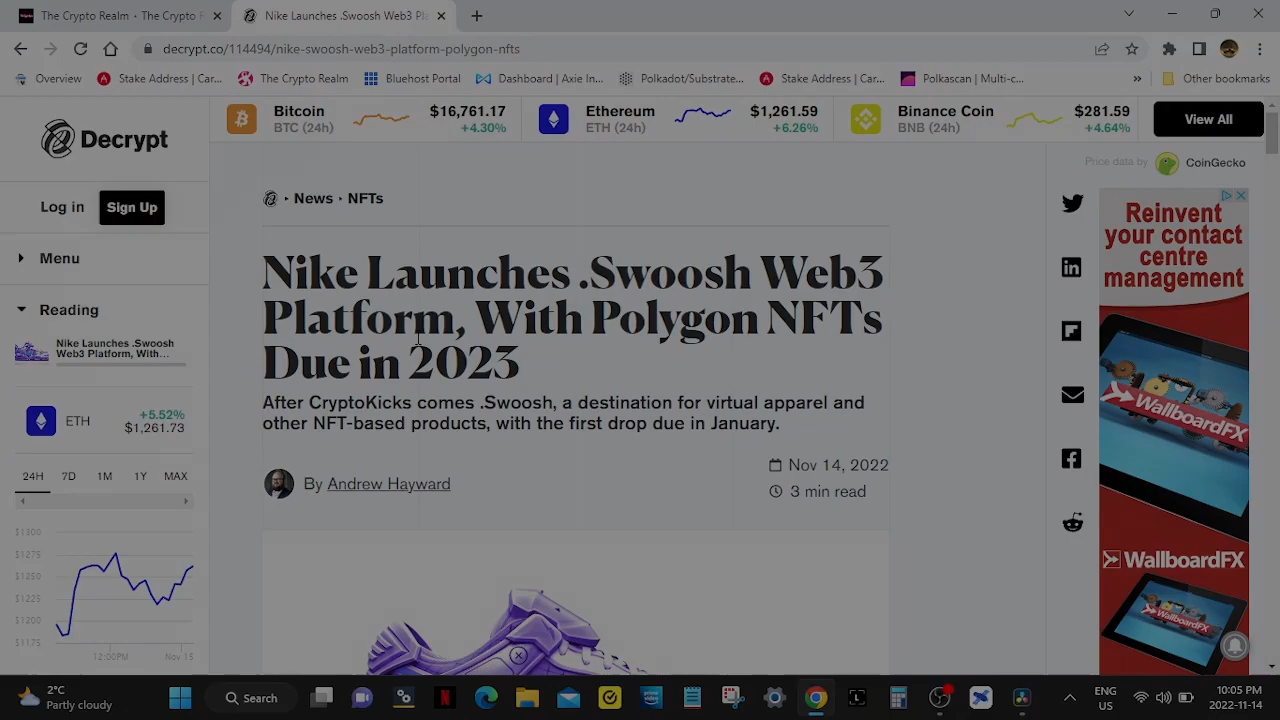 The Crypto Realm - The Crypto R
Nike Launches .Swoosh Web3 Pla
decrypt.co/114494/nike-swoosh-web3-platform-polygon-nfts
Overview
Stake Address | Car...
The Crypto Realm
Bluehost Portal
Dashboard | Axie In...
Polkadot/Substrate...
Stake Address | Car...
Polkascan | Multi-c...
»
Other bookmarks
Decrypt
Bitcoin
BTC (24h)
$16,761.17
+4.30%
Ethereum
ETH (24h)
$1,261.59
+6.26%
Binance Coin
BNB (24h)
$281.59
+4.64%
View All
Price data by
CoinGecko
Log in
Sign Up
Menu
Reading
Nike Launches .Swoosh
Web3 Platform, With...
ETH
+5.52%
$1,261.73
24H 7D 1M 1Y MAX
$1300
$1275
$1250
$1225
$1200
$1175
12:00PM Nov 15
News
NFTs
Nike Launches .Swoosh Web3
Platform, With Polygon NFTs
Due in 2023
After CryptoKicks comes .Swoosh, a destination for virtual apparel and
other NFT-based products, with the first drop due in January.
By Andrew Hayward
Nov 14, 2022
3 min read
Reinvent
your contact
centre
management
WallboardFX
WallboardFX
2°C
Partly cloudy
Search
ENG
US
10:05 PM
2022-11-14